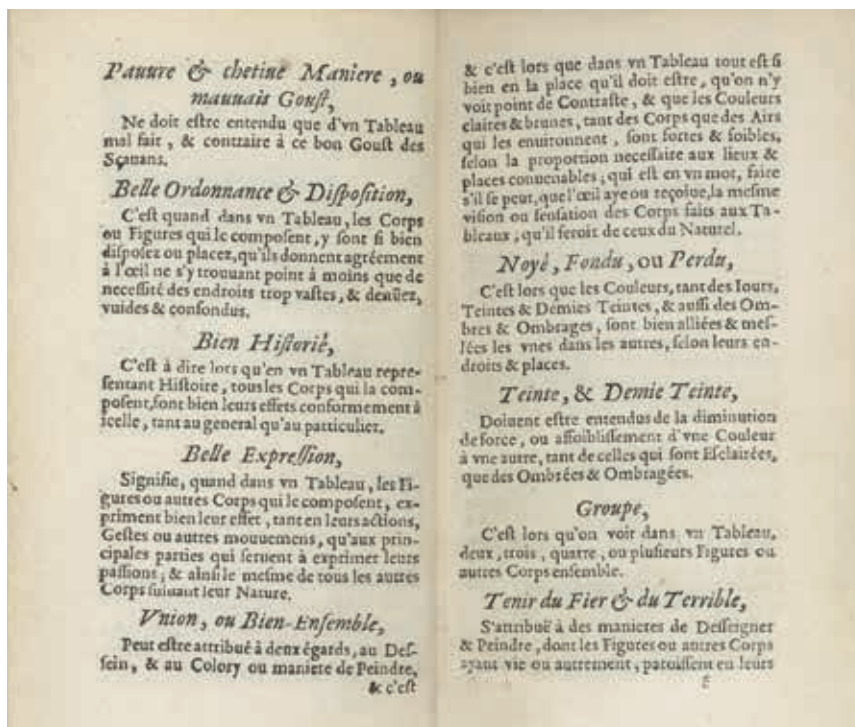 Pauure & chetiue Maniere, ou
mauuais Gouſt,
Ne doit eſtre entendu que d'vn Tableau
mal fait, & contraire à ce bon Gouſt des
Sçauans.
Belle Ordonnance & Diſpoſition,
C'eſt quand dans vn Tableau, les Corps
ou Figures qui le compoſent, y ſont ſi bien
diſpoſez ou placez, qu'ils donnent agréement
à l'œil ne s'y trouuant point à moins que de
neceſſité des endroits trop vaſtes, & denüez,
vuides & confondus.
Bien Hiſtorié,
C'eſt à dire lors qu'en vn Tableau repre-
ſentant Hiſtoire, tous les Corps qui la com-
poſent, font bien leurs effets conformement à
icelle, tant au general qu'au particulier.
Belle Expreſſion,
Signifie, quand dans vn Tableau, les Fi-
gures ou autres Corps qui le compoſent, ex-
priment bien leur effet, tant en leurs actions,
Geſtes ou autres mouuemens, qu'aux prin-
cipales parties qui ſeruent à exprimer leurs
paſſions; & ainſi le meſme de tous les autres
Corps ſuiuant leur Nature.
Vnion, ou Bien-Enſemble,
Peut eſtre attribué à deux égards, au Deſ-
ſein, & au Colory ou maniere de Peindre,
& c'eſt
& c'eſt lors que dans vn Tableau tout eſt ſi
bien en la place qu'il doit eſtre, qu'on n'y
voit point de Contraſte, & que les Couleurs
claires & brunes, tant des Corps que des Airs
qui les enuironnent, ſont fortes & foibles,
ſelon la proportion neceſſaire aux lieux &
places conuenables; qui eſt en vn mot, faire
s'il ſe peut, que l'œil aye ou reçoiue, la meſme
viſion ou ſenſation des Corps faits aux Ta-
bleaux, qu'il feroit de ceux du Naturel.
Noyé, Fondu, ou Perdu,
C'eſt lors que les Couleurs, tant des Iours,
Teintes & Demies Teintes, & auſſi des Om-
bres & Ombrages, ſont bien alliées & meſ-
lées les vnes dans les autres, ſelon leurs en-
droits & places.
Teinte, & Demie Teinte,
Doiuent eſtre entendus de la diminution
de force, ou affoibliſſement d'vne Couleur
à vne autre, tant de celles qui ſont Eſclairées,
que des Ombrées & Ombragées.
Groupe,
C'eſt lors qu'on voit dans vn Tableau,
deux, trois, quatre, ou pluſieurs Figures ou
autres Corps enſemble.
Tenir du Fier & du Terrible,
S'attribuë à des manieres de Deſſeigner
& Peindre, dont les Figures ou autres Corps
ayant vie ou autrement, paroiſſent en leurs